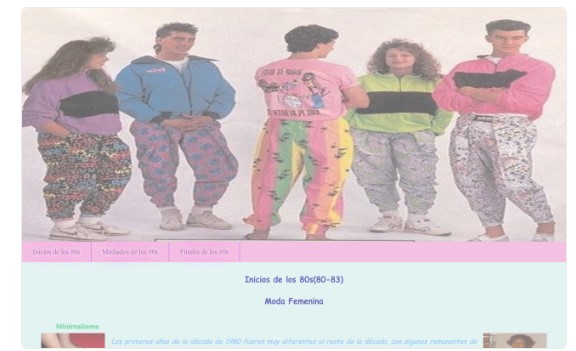 Inicios de los 80s
Mediados de los 80s
Finales de los 80s
Inicios de los 80s(80-83)
Moda Femenina
Minimalismo
Los primeros años de la década de 1980 fueron muy diferentes al resto de la década, con algunos remanentes de